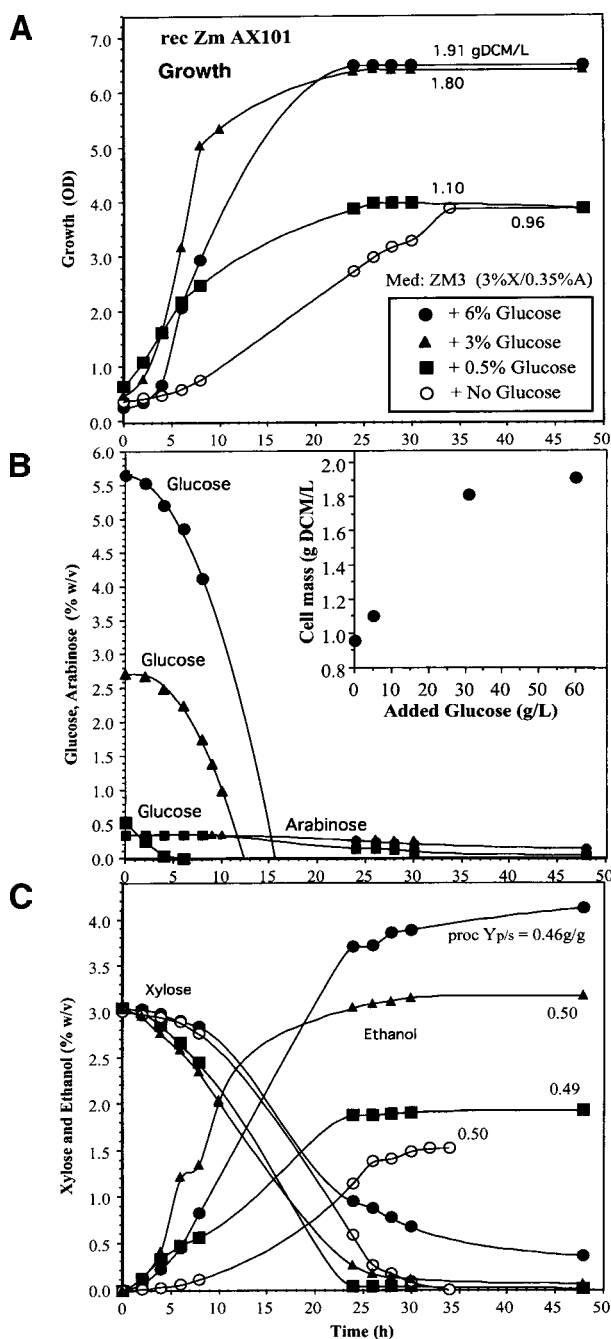 A
rec Zm AX101
Growth
1.91 gDCM/L
1.80
1.10
0.96
Med: ZM3 (3%X/0.35%A)
+ 6% Glucose
+ 3% Glucose
+ 0.5% Glucose
+ No Glucose
Growth (OD)
7.0
6.0
5.0
4.0
3.0
2.0
1.0
0.0
0 5 10 15 20 25 30 35 40 45 50
B
Glucose
Glucose
Glucose
Arabinose
Glucose, Arabinose (% w/v)
6.0
5.5
5.0
4.5
4.0
3.5
3.0
2.5
2.0
1.5
1.0
0.5
0.0
0 5 10 15 20 25 30 35 40 45 50
Cell mass (g DCM/L
2.0
1.8
1.6
1.4
1.2
1.0
0.8
0 10 20 30 40 50 60
Added Glucose (g/L)
C
Xylose
proc Yp/s = 0.46g/g
0.50
Ethanol
0.49
0.50
Xylose and Ethanol (% w/v)
4.0
3.5
3.0
2.5
2.0
1.5
1.0
0.5
0.0
0 5 10 15 20 25 30 35 40 45 50
Time (h)